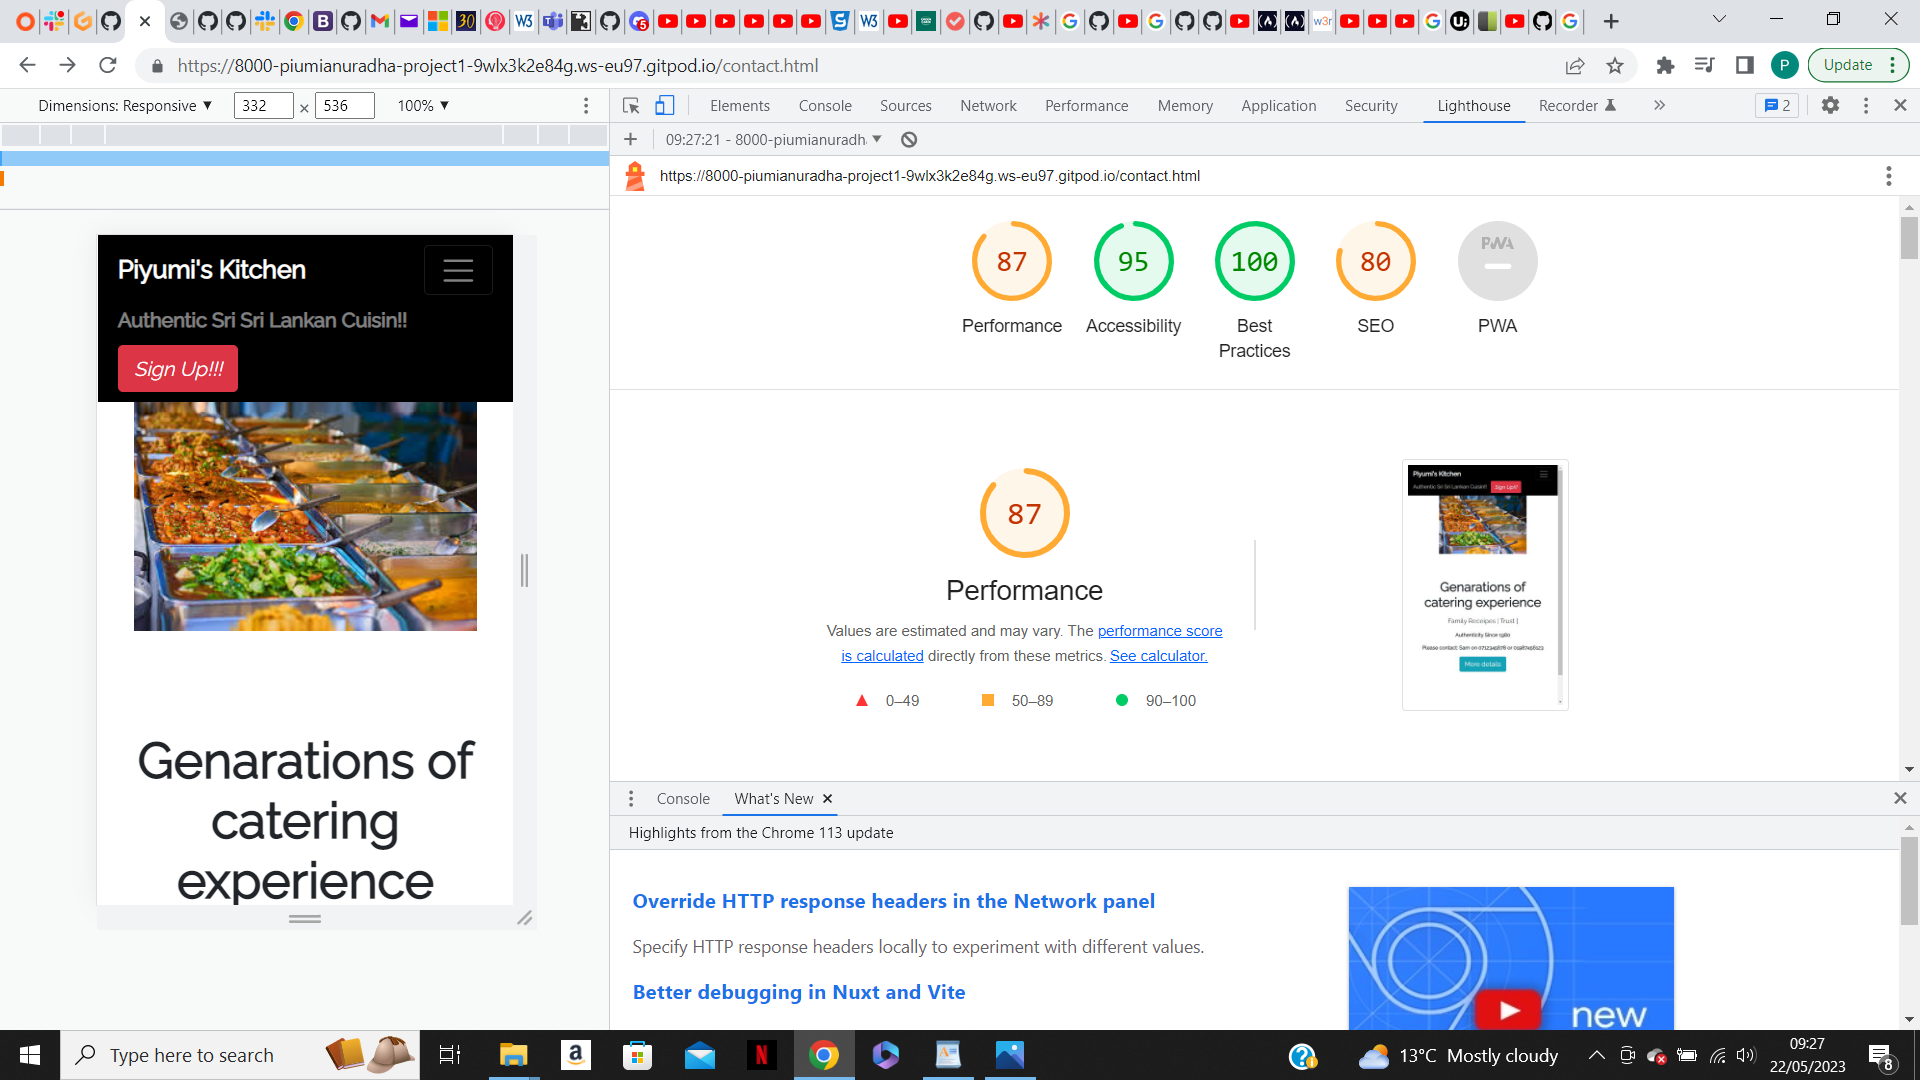 https://8000-piumianuradha-project1-9wlx3k2e84g.ws-eu97.gitpod.io/contact.html
P
Update
Dimensions: Responsive ▼ 332 × 536 100% ▼
Elements Console Sources Network Performance Memory Application Security Lighthouse Recorder 2
09:27:21 - 8000-piumianuradh
https://8000-piumianuradha-project1-9wlx3k2e84g.ws-eu97.gitpod.io/contact.html
Piyumi's Kitchen
Authentic Sri Sri Lankan Cuisin!!
Sign Up!!!
Genarations of
catering
experience
87 95 100 80 PWA
Performance Accessibility Best Practices SEO PWA
87
Performance
Values are estimated and may vary. The performance score
is calculated directly from these metrics. See calculator.
0–49 50–89 90–100
Piyumi's Kitchen
Authentic Sri Sri Lankan Cuisin!! Sign Up!!!
Genarations of
catering experience
Family Receipes | Trust |
Authenticity Since 1980
More details
Console What's New
Highlights from the Chrome 113 update
Override HTTP response headers in the Network panel
Specify HTTP response headers locally to experiment with different values.
Better debugging in Nuxt and Vite
new
Type here to search
13°C Mostly cloudy
09:27
22/05/2023
8